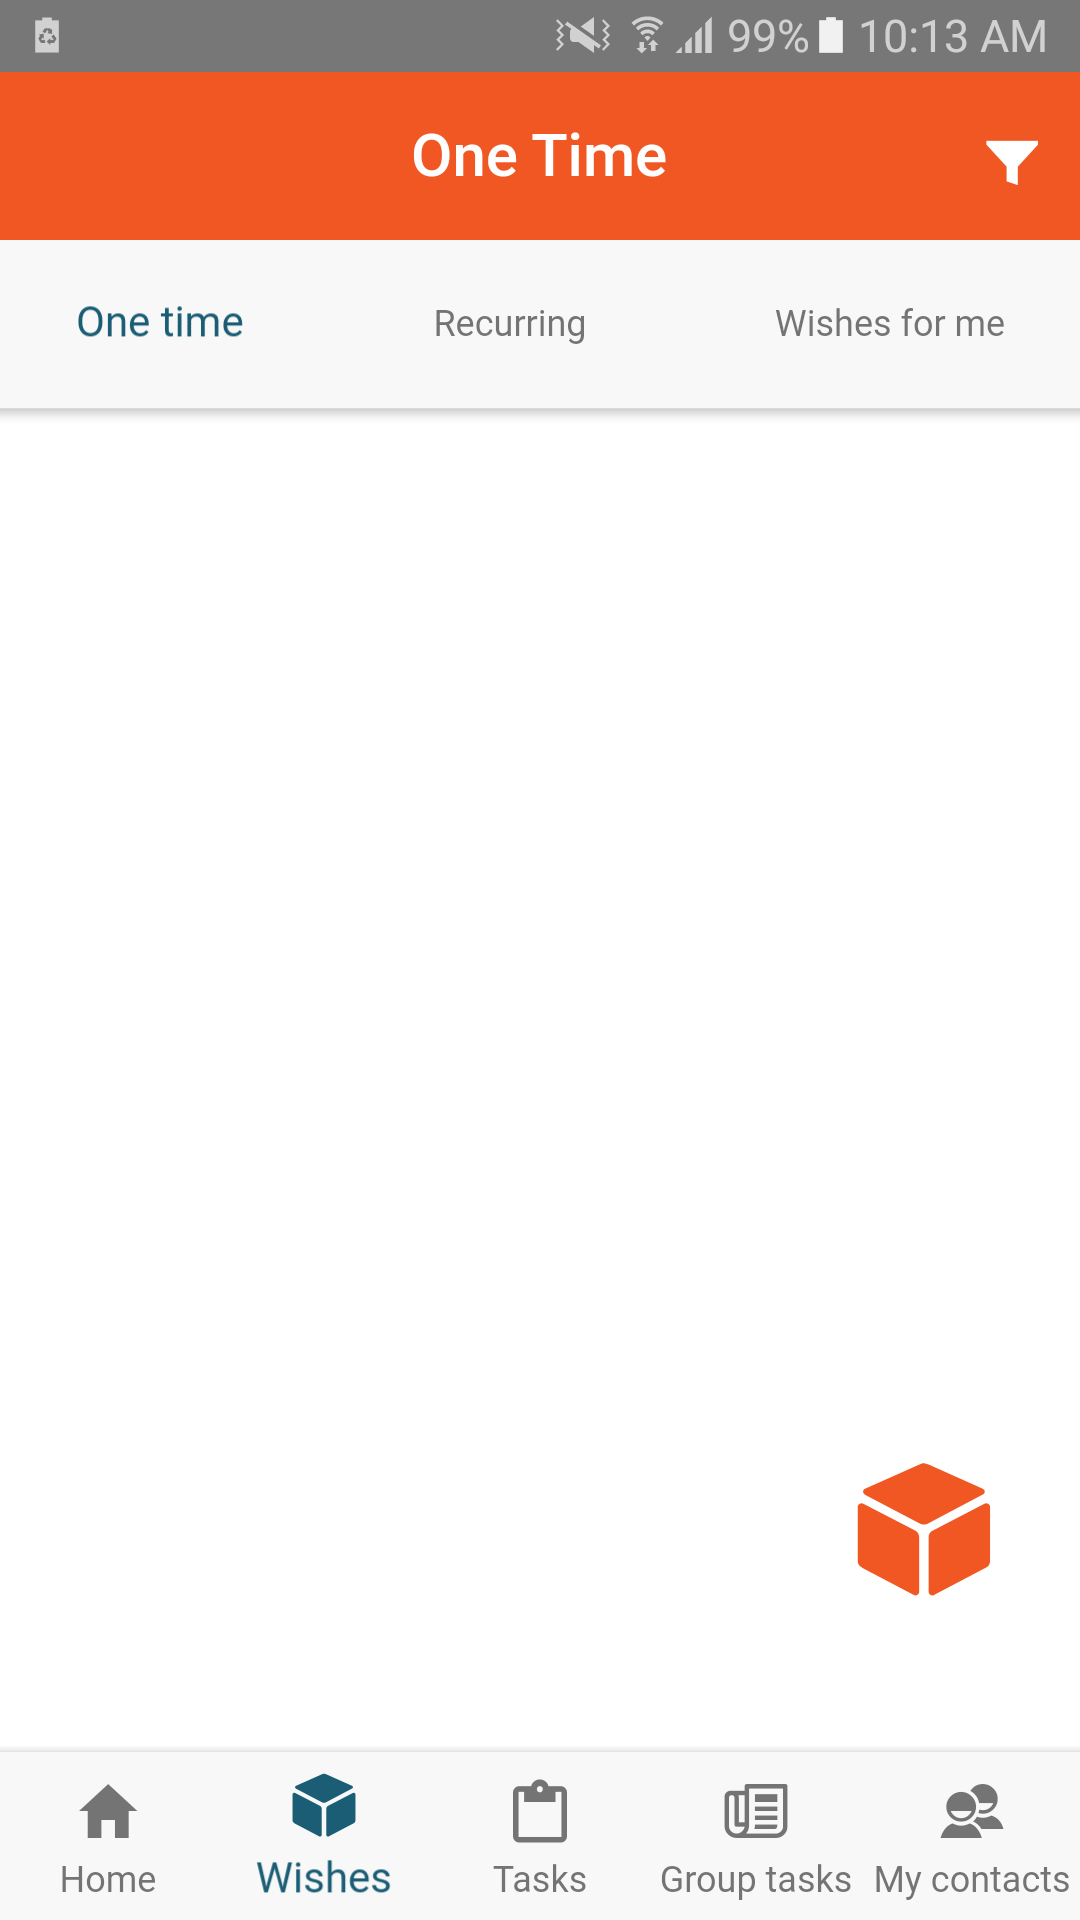 99% 10:13 AM
One Time
One time Recurring Wishes for me
Home Wishes Tasks Group tasks My contacts